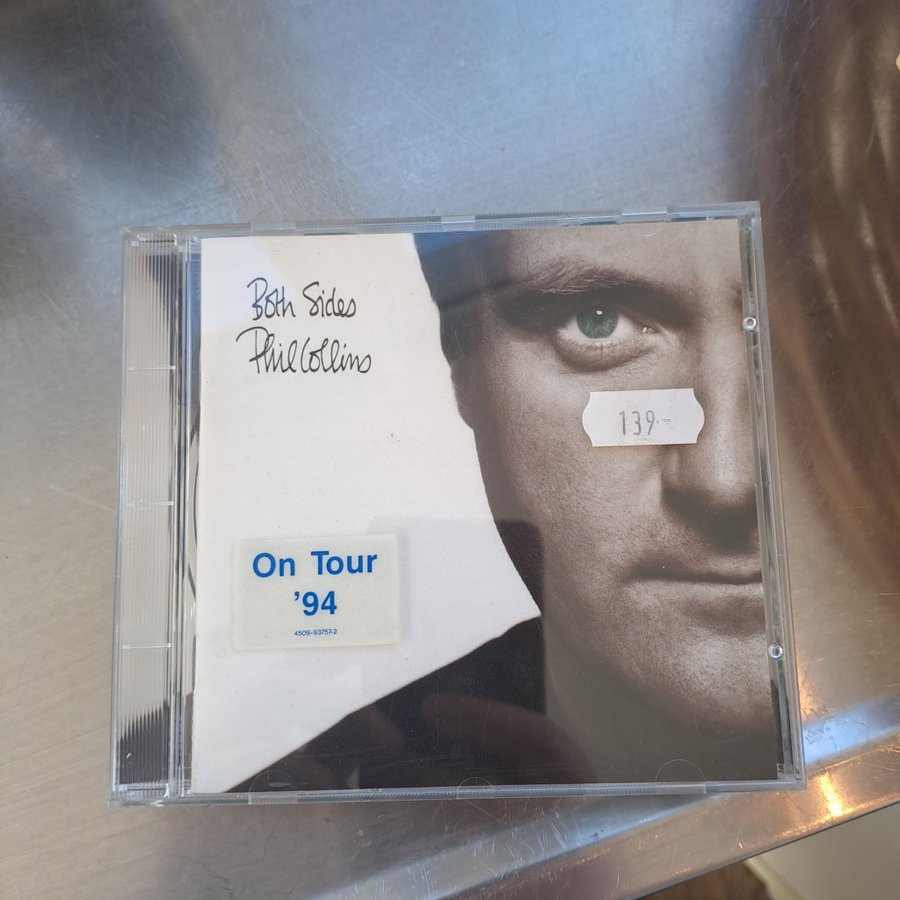 Both Sides
Phil Collins
139.-
On Tour
’94
4509-93757-2